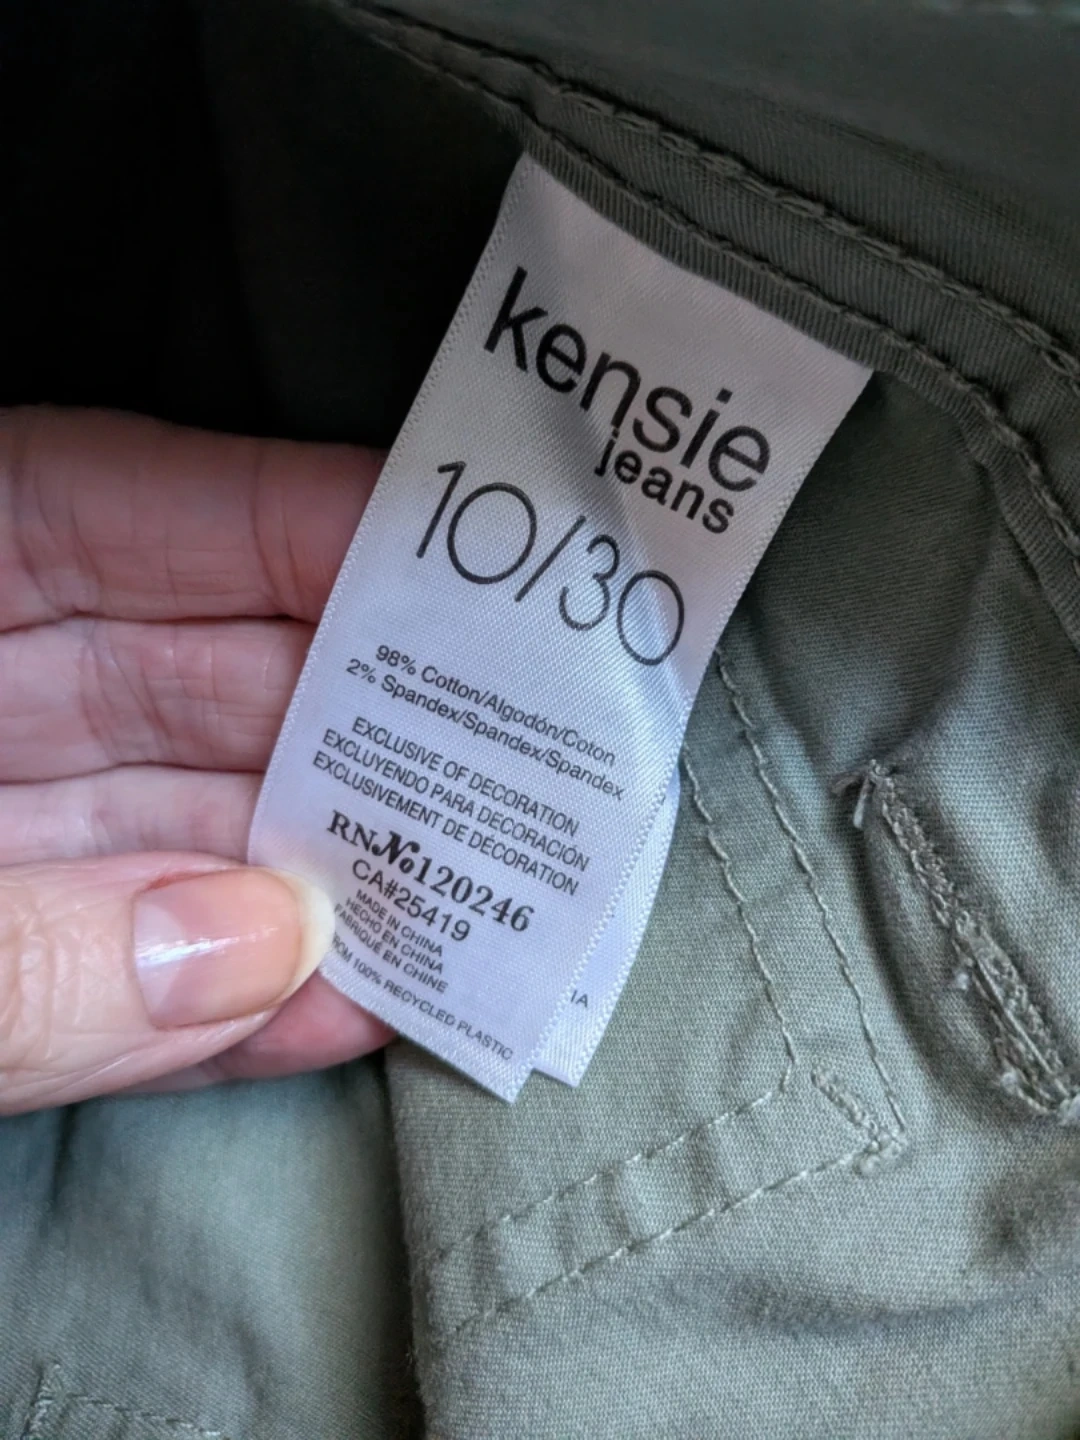 kensie
jeans
10/30
98% Cotton/Algodón/Coton
2% Spandex/Spandex/Spandex
EXCLUSIVE OF DECORATION
EXCLUYENDO PARA DECORACIÓN
EXCLUSIVEMENT DE DÉCORATION
RN№120246
CA#25419
MADE IN CHINA
HECHO EN CHINA
FABRIQUÉ EN CHINE
100% RECYCLED PLASTIC